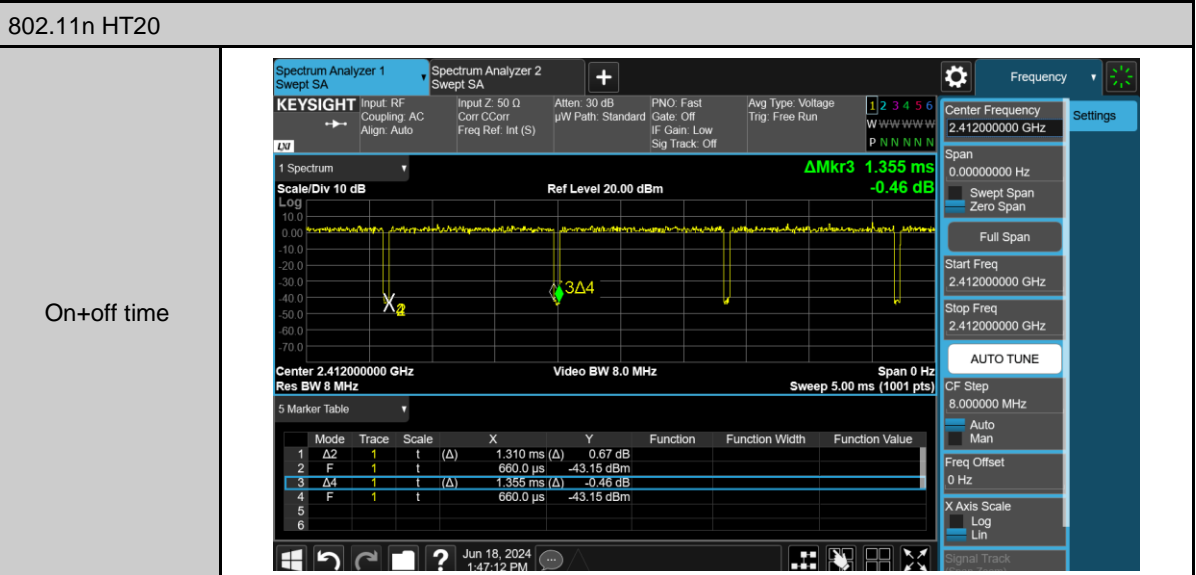 802.11n HT20
On+off time
Spectrum Analyzer 1
Swept SA
Spectrum Analyzer 2
Swept SA
Frequency
KEYSIGHT
Input: RF
Coupling: AC
Align: Auto
Input Z: 50 Ω
Corr CCorr
Freq Ref: Int (S)
Atten: 30 dB
µW Path: Standard
PNO: Fast
Gate: Off
IF Gain: Low
Sig Track: Off
Avg Type: Voltage
Trig: Free Run
1 2 3 4 5 6
W W W W W W
P N N N N N
LXI
1 Spectrum
ΔMkr3 1.355 ms
-0.46 dB
Scale/Div 10 dB
Ref Level 20.00 dBm
Log
10.0
0.00
-10.0
-20.0
-30.0
-40.0
-50.0
-60.0
-70.0
3Δ4
Center 2.412000000 GHz
Video BW 8.0 MHz
Span 0 Hz
Res BW 8 MHz
Sweep 5.00 ms (1001 pts)
5 Marker Table
Mode Trace Scale X Y Function Function Width Function Value
1 Δ2 1 t (Δ) 1.310 ms (Δ) 0.67 dB
2 F 1 t 660.0 µs -43.15 dBm
3 Δ4 1 t (Δ) 1.355 ms (Δ) -0.46 dB
4 F 1 t 660.0 µs -43.15 dBm
5
6
Jun 18, 2024
1:47:12 PM
Settings
Center Frequency
2.412000000 GHz
Span
0.00000000 Hz
Swept Span
Zero Span
Full Span
Start Freq
2.412000000 GHz
Stop Freq
2.412000000 GHz
AUTO TUNE
CF Step
8.000000 MHz
Auto
Man
Freq Offset
0 Hz
X Axis Scale
Log
Lin
Signal Track